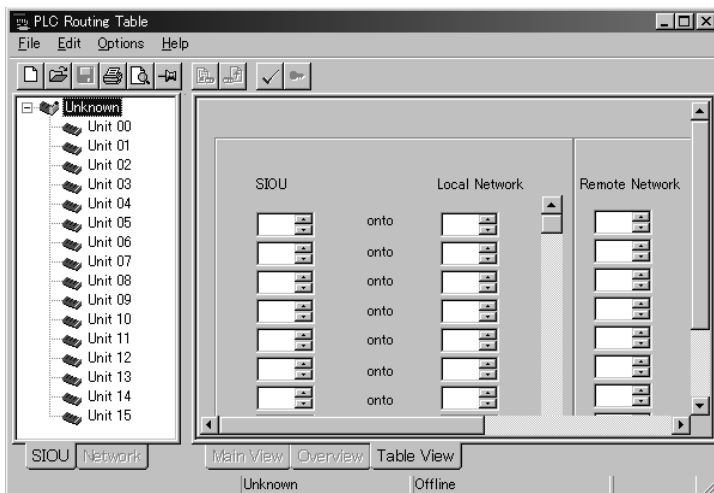 PLC Routing Table
File Edit Options Help
Unknown
Unit 00
Unit 01
Unit 02
Unit 03
Unit 04
Unit 05
Unit 06
Unit 07
Unit 08
Unit 09
Unit 10
Unit 11
Unit 12
Unit 13
Unit 14
Unit 15
SIOU Network
SIOU Local Network Remote Network
onto
onto
onto
onto
onto
onto
onto
Main View Overview Table View
Unknown Offline